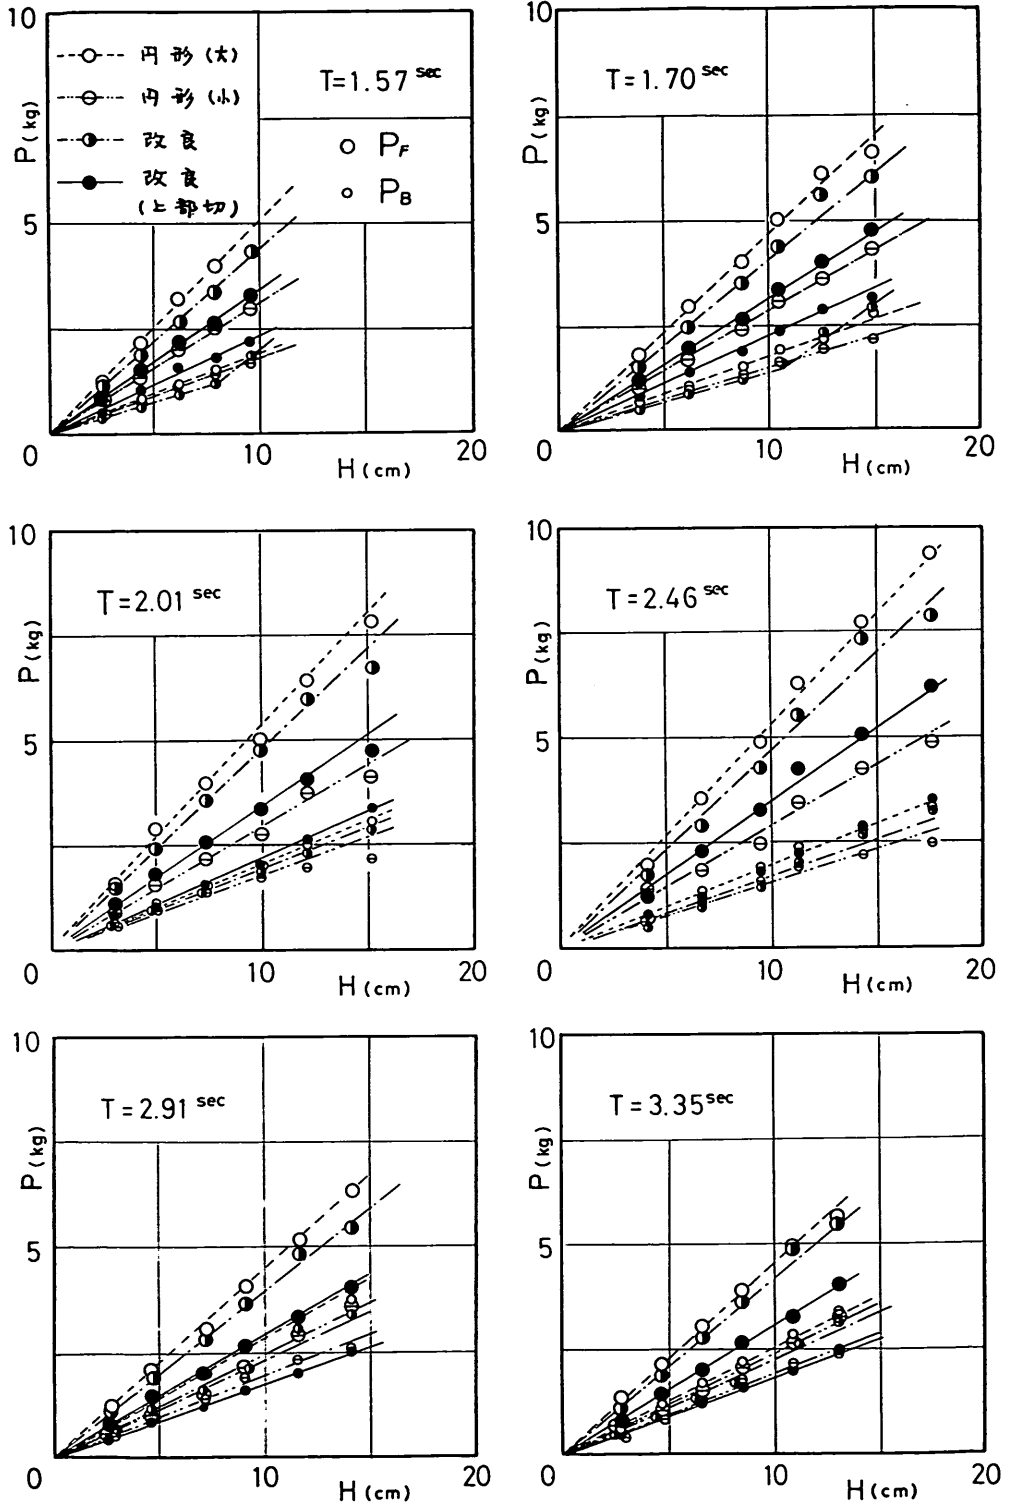 10
円形(大)
円形(小)
改良
改良
(上部切)
T=1.57 sec
P_F
P_B
P(kg)
5
0
10
20
H(cm)
10
T=1.70 sec
P(kg)
5
0
10
20
H(cm)
10
T=2.01 sec
P(kg)
5
0
10
20
H(cm)
10
T=2.46 sec
P(kg)
5
0
10
20
H(cm)
10
T=2.91 sec
P(kg)
5
0
10
20
H(cm)
10
T=3.35 sec
P(kg)
5
0
10
20
H(cm)